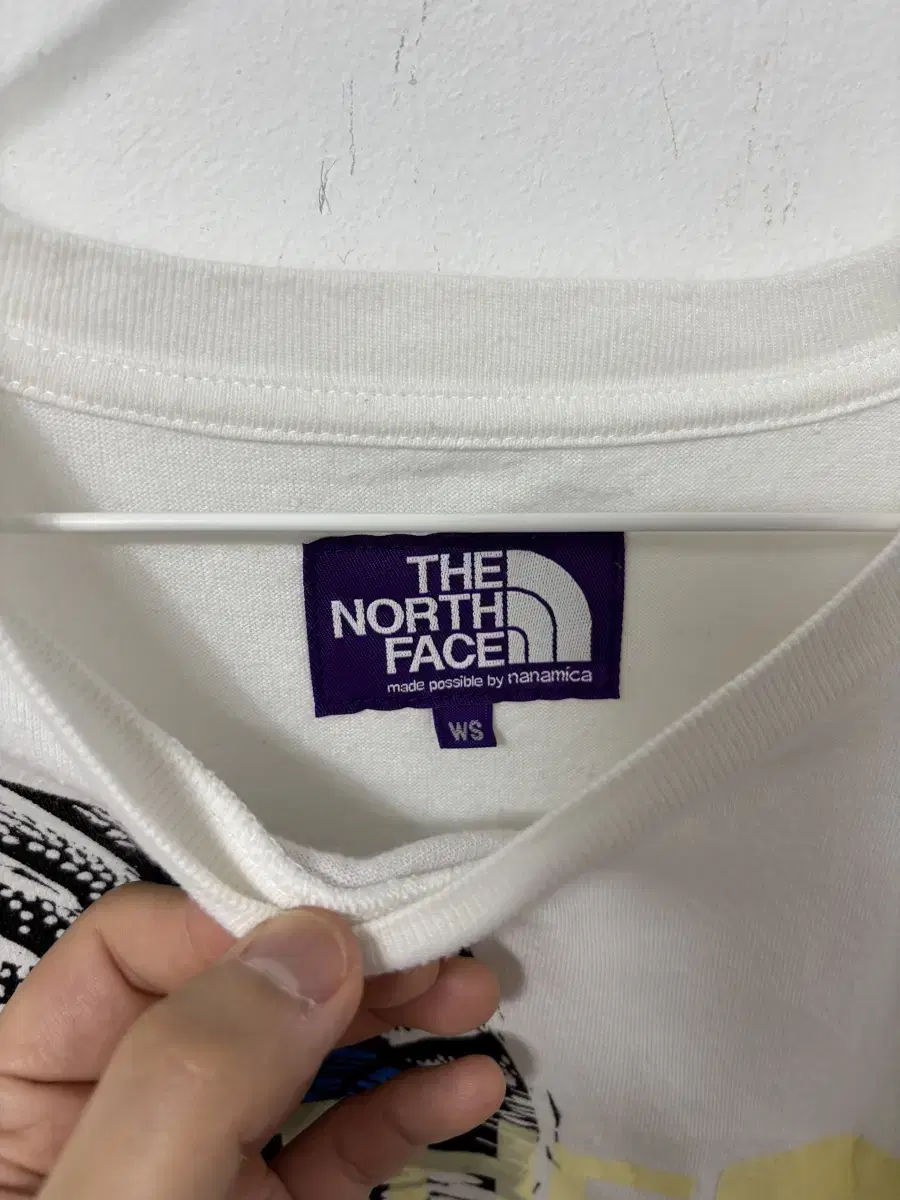 THE
NORTH
FACE
made possible by nanamica
WS